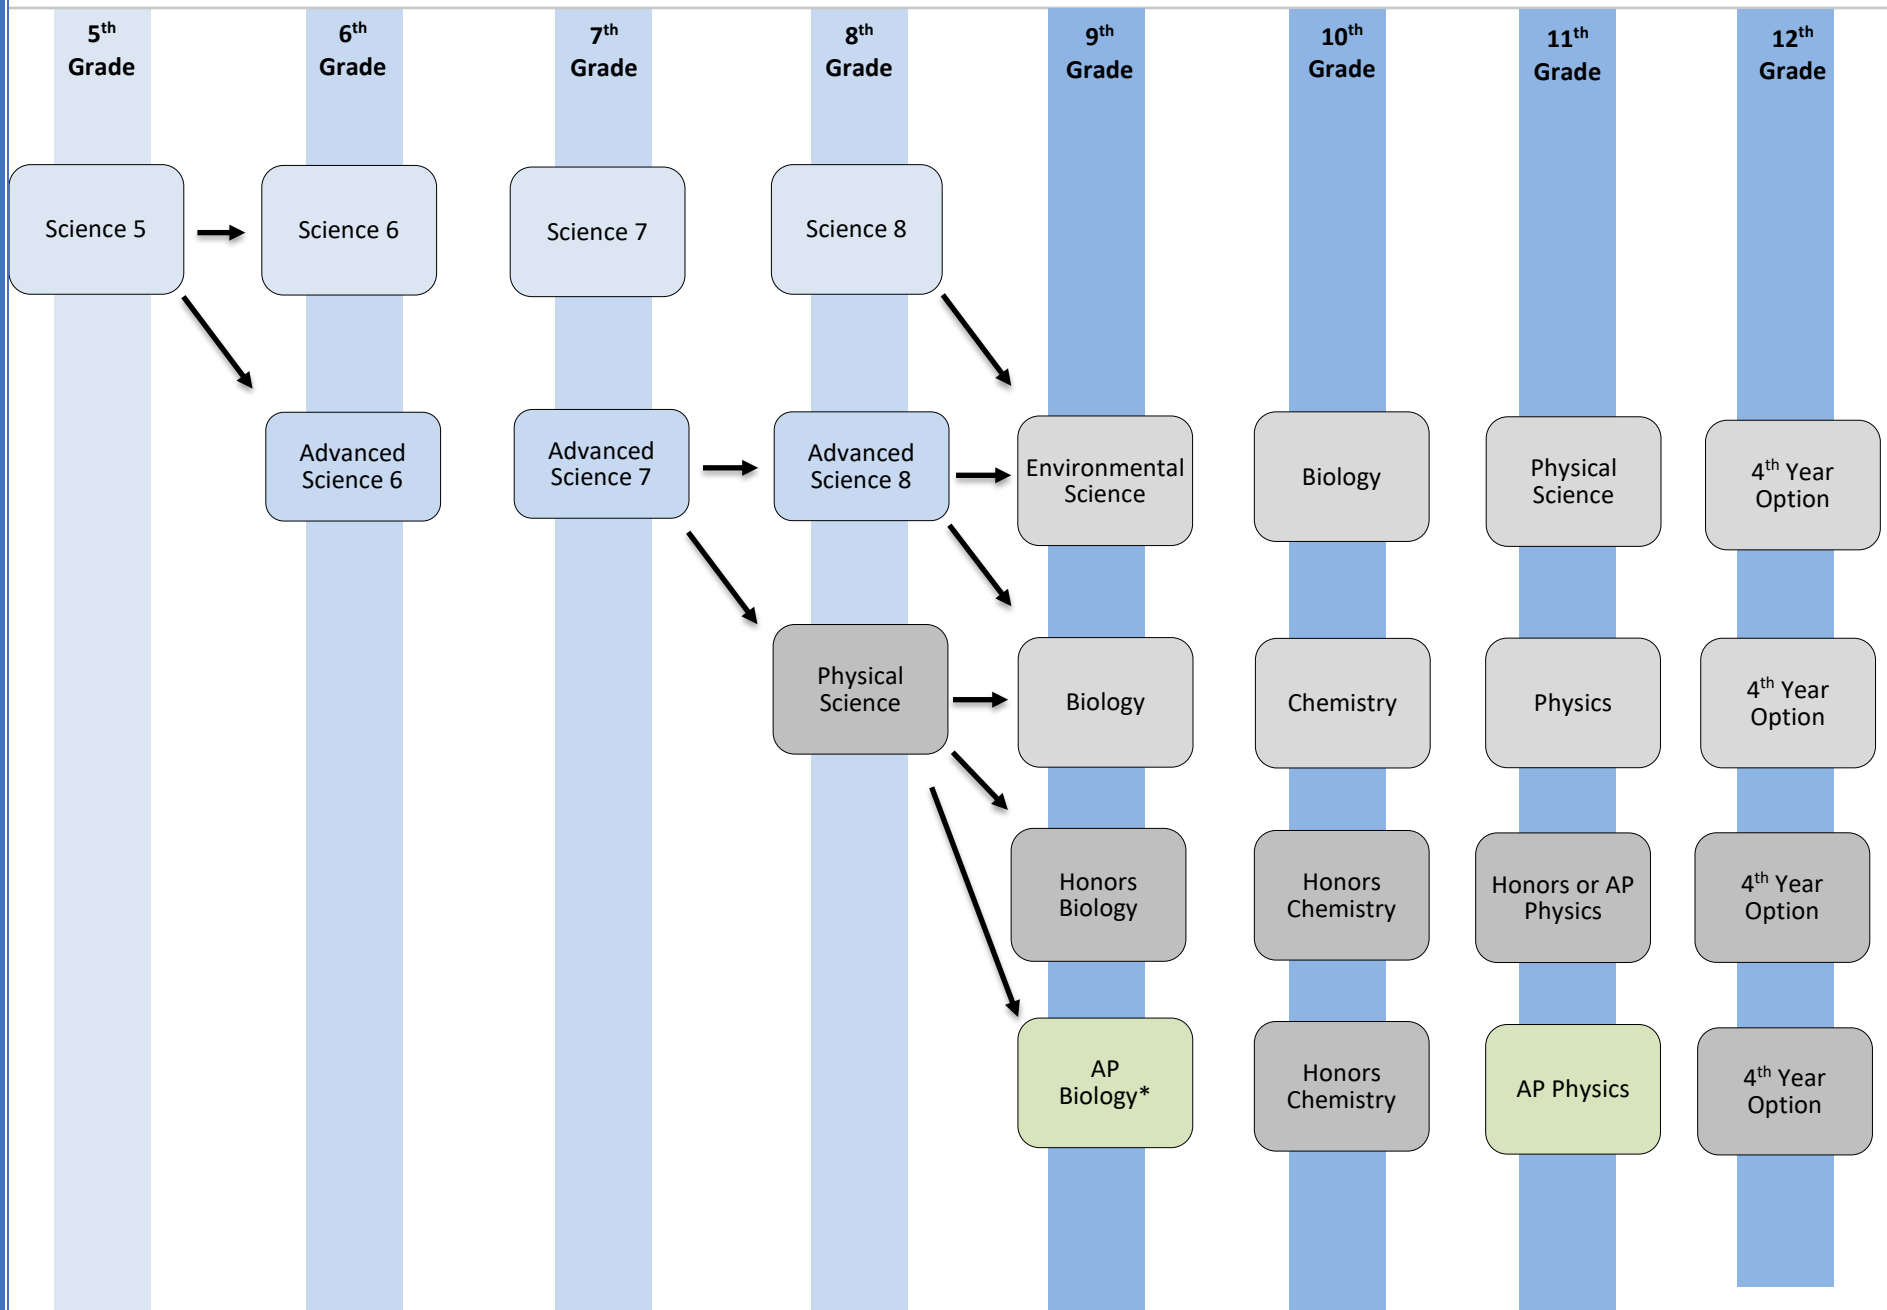 5th
Grade
6th
Grade
7th
Grade
8th
Grade
9th
Grade
10th
Grade
11th
Grade
12th
Grade
Science 5
Science 6
Science 7
Science 8
Advanced
Science 6
Advanced
Science 7
Advanced
Science 8
Environmental
Science
Biology
Physical
Science
4th Year
Option
Physical
Science
Biology
Chemistry
Physics
4th Year
Option
Honors
Biology
Honors
Chemistry
Honors or AP
Physics
4th Year
Option
AP
Biology*
Honors
Chemistry
AP Physics
4th Year
Option